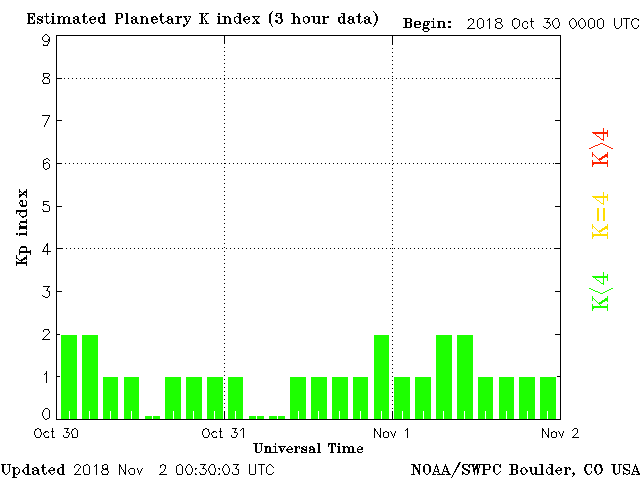 Estimated Planetary K index (3 hour data) Begin: 2018 Oct 30 0000 UTC
9
8
7
6
5
4
3
2
1
0
Kp index
K>4
K=4
K<4
Oct 30 Oct 31 Nov 1 Nov 2
Universal Time
Updated 2018 Nov 2 00:30:03 UTC NOAA/SWPC Boulder, CO USA